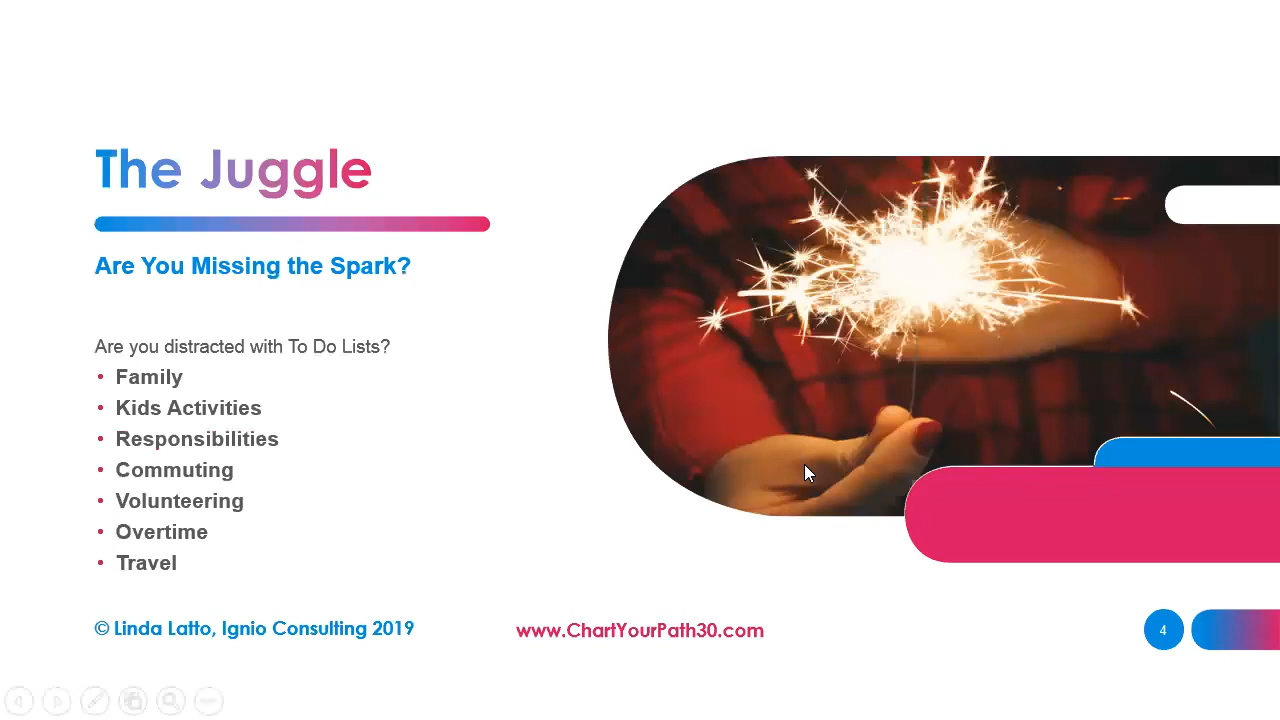 The Juggle
Are You Missing the Spark?
Are you distracted with To Do Lists?
• Family
• Kids Activities
• Responsibilities
• Commuting
• Volunteering
• Overtime
• Travel
© Linda Latto, Ignio Consulting 2019
www.ChartYourPath30.com
4